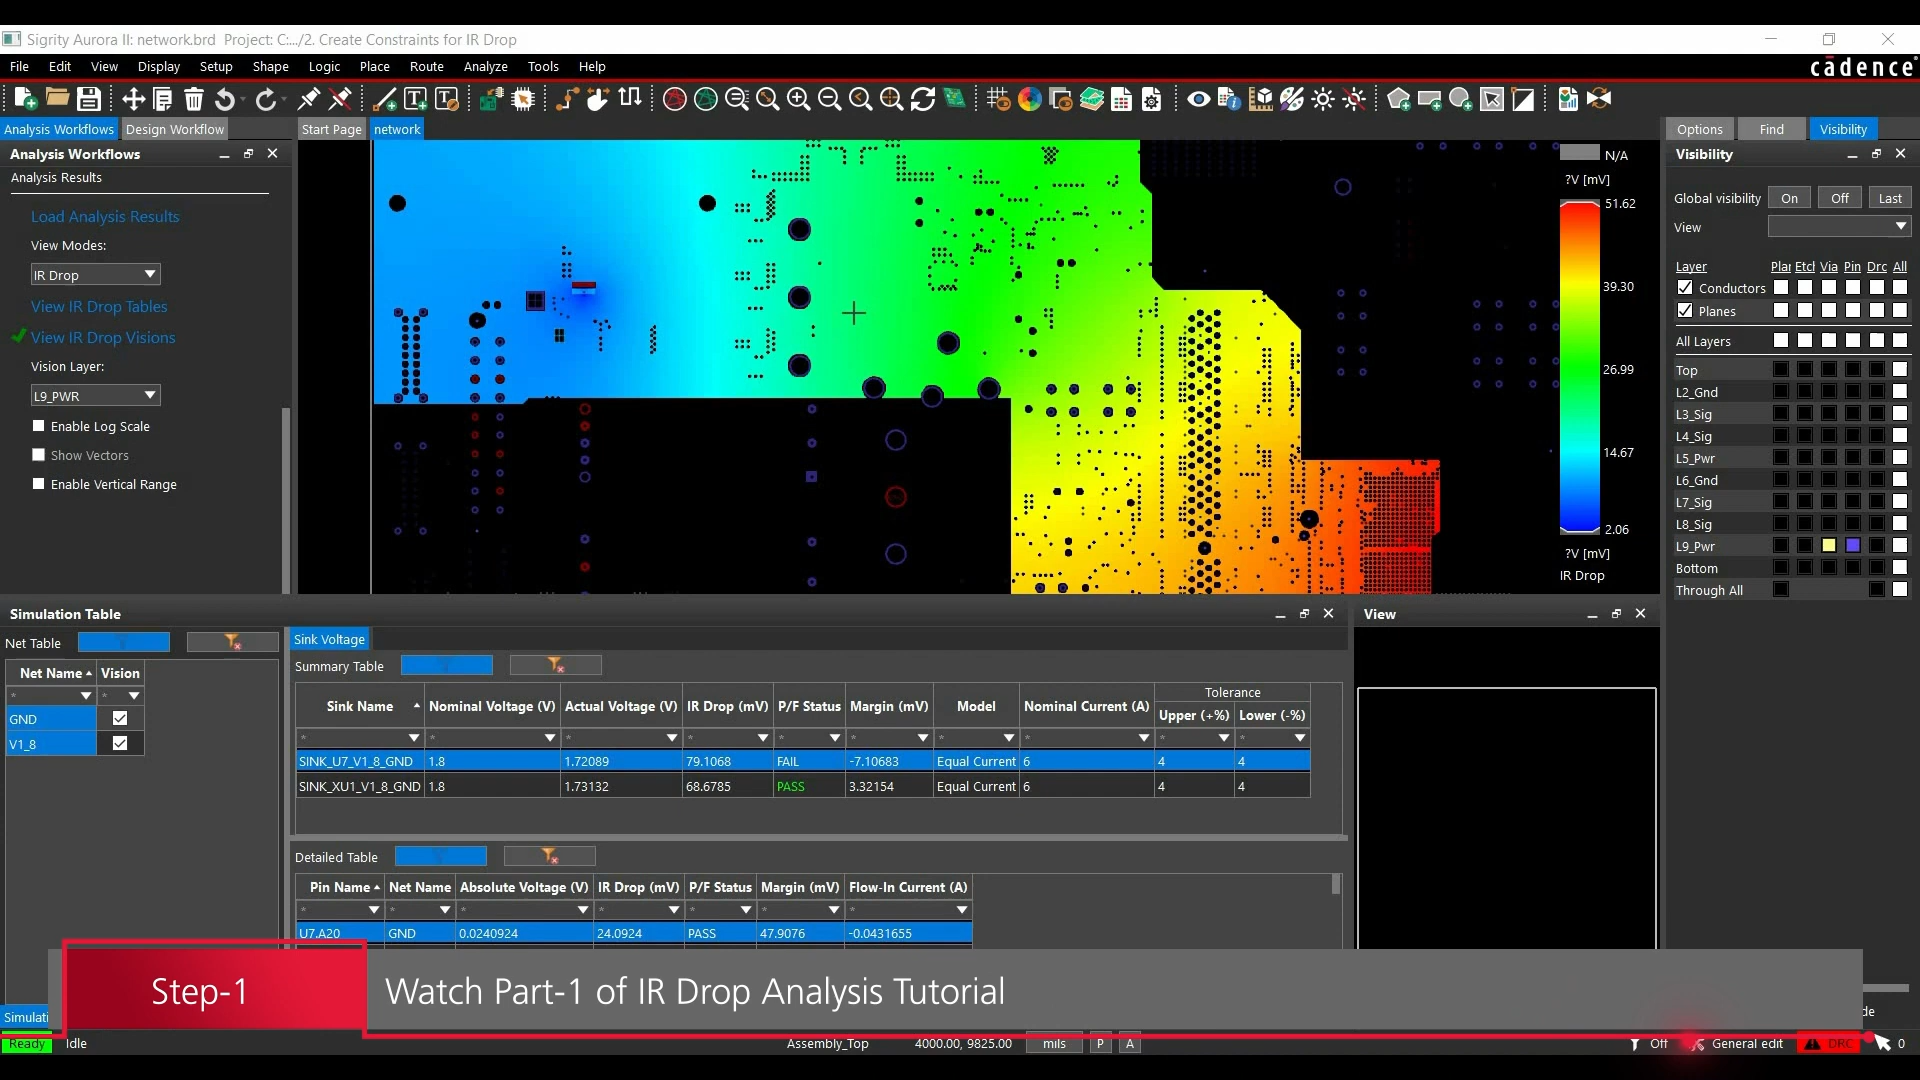 Sigrity Aurora II: network.brd  Project: C:.../2. Create Constraints for IR Drop
File Edit View Display Setup Shape Logic Place Route Analyze Tools Help
cādence
Analysis Workflows Design Workflow Start Page network Options Find Visibility
Analysis Workflows
Analysis Results
Load Analysis Results
View Modes:
IR Drop
View IR Drop Tables
View IR Drop Visions
Vision Layer:
L9_PWR
Enable Log Scale
Show Vectors
Enable Vertical Range
N/A
?V [mV]
51.62
39.30
26.99
14.67
2.06
?V [mV]
IR Drop
Visibility
Global visibility On Off Last
View
Layer Plar Etcl Via Pin Drc All
Conductors
Planes
All Layers
Top
L2_Gnd
L3_Sig
L4_Sig
L5_Pwr
L6_Gnd
L7_Sig
L8_Sig
L9_Pwr
Bottom
Through All
Simulation Table
Net Table
Net Name Vision
* *
GND
V1_8
Sink Voltage
Summary Table
Tolerance
Sink Name Nominal Voltage (V) Actual Voltage (V) IR Drop (mV) P/F Status Margin (mV) Model Nominal Current (A) Upper (+%) Lower (-%)
* * * * * * * * * *
SINK_U7_V1_8_GND 1.8 1.72089 79.1068 FAIL -7.10683 Equal Current 6 4 4
SINK_XU1_V1_8_GND 1.8 1.73132 68.6785 PASS 3.32154 Equal Current 6 4 4
Detailed Table
Pin Name Net Name Absolute Voltage (V) IR Drop (mV) P/F Status Margin (mV) Flow-In Current (A)
* * * * * * *
U7.A20 GND 0.0240924 24.0924 PASS 47.9076 -0.0431655
View
Step-1
Watch Part-1 of IR Drop Analysis Tutorial
Simulati
de
Ready Idle Assembly_Top 4000.00, 9825.00 mils P A Off General edit DRC 0